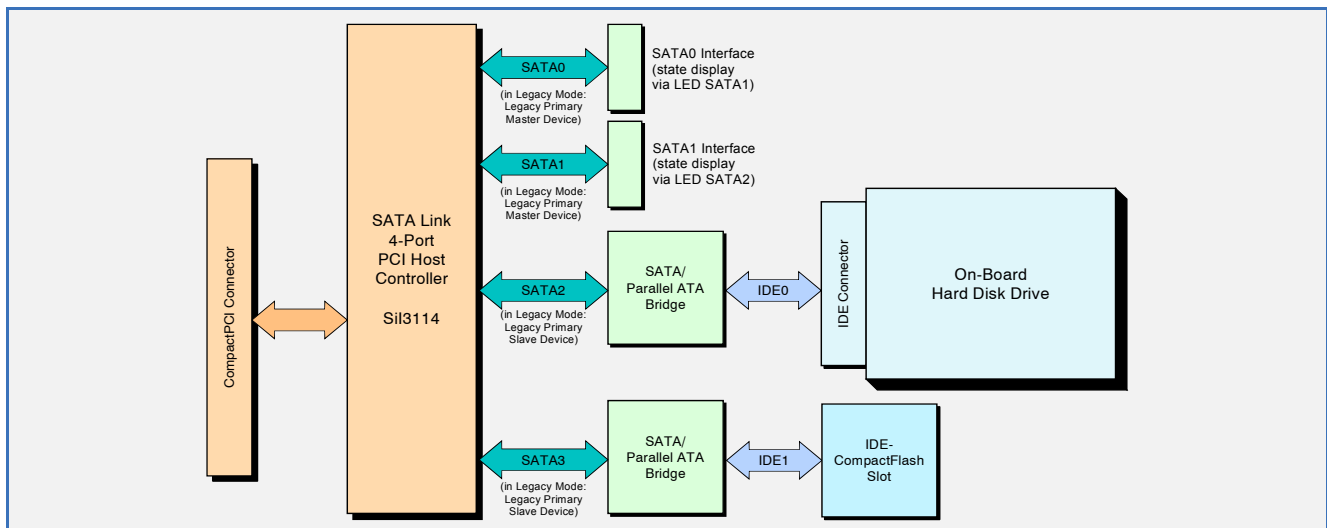 CompactPCI Connector
SATA Link
4-Port
PCI Host
Controller
SiI3114
SATA0
(in Legacy Mode:
Legacy Primary
Master Device)
SATA0 Interface
(state display
via LED SATA1)
SATA1
(in Legacy Mode:
Legacy Primary
Master Device)
SATA1 Interface
(state display
via LED SATA2)
SATA2
(in Legacy Mode:
Legacy Primary
Slave Device)
SATA/
Parallel ATA
Bridge
IDE0
IDE Connector
On-Board
Hard Disk Drive
SATA3
(in Legacy Mode:
Legacy Primary
Slave Device)
SATA/
Parallel ATA
Bridge
IDE1
IDE-
CompactFlash
Slot